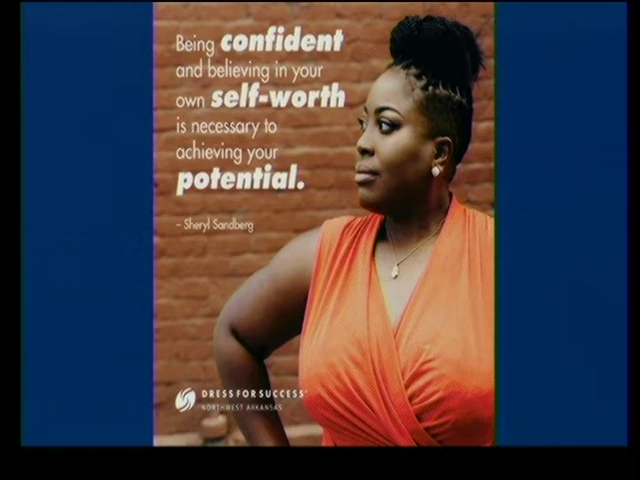 Being confident
and believing in your
own self-worth
is necessary to
achieving your
potential.
– Sheryl Sandberg
DRESS FOR SUCCESS®
NORTHWEST ARKANSAS